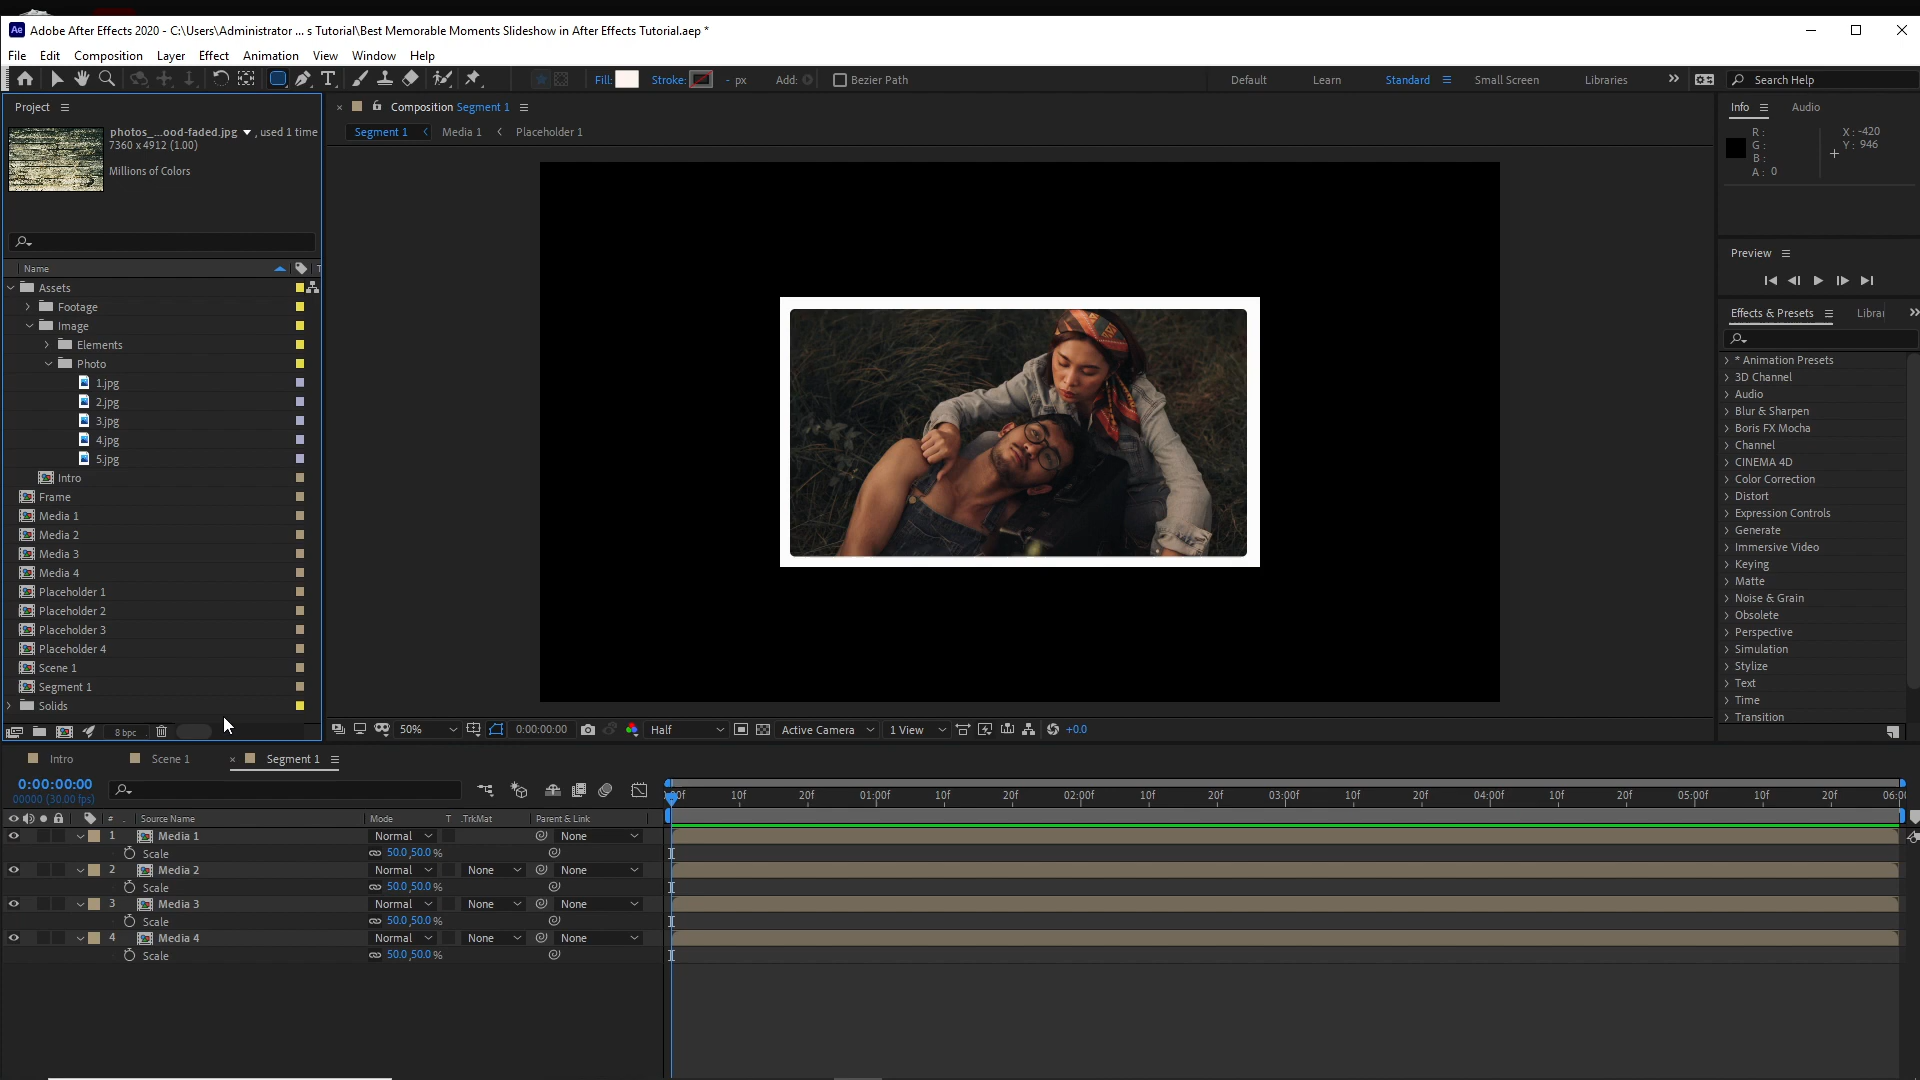 Adobe After Effects 2020 - C:\Users\Administrator ... s Tutorial\Best Memorable Moments Slideshow in After Effects Tutorial.aep *
File Edit Composition Layer Effect Animation View Window Help
Fill: Stroke: - px Add: Bezier Path Default Learn Standard Small Screen Libraries Search Help
Project
photos_...ood-faded.jpg , used 1 time
7360 x 4912 (1.00)
Millions of Colors
Name
Assets
Footage
Image
Elements
Photo
1.jpg
2.jpg
3.jpg
4.jpg
5.jpg
Intro
Frame
Media 1
Media 2
Media 3
Media 4
Placeholder 1
Placeholder 2
Placeholder 3
Placeholder 4
Scene 1
Segment 1
Solids
8 bpc
Composition Segment 1
Segment 1 Media 1 Placeholder 1
50% 0:00:00:00 Half Active Camera 1 View +0.0
Info Audio
R: X: -420
G: Y: 946
B:
A: 0
Preview
Effects & Presets Librar
* Animation Presets
3D Channel
Audio
Blur & Sharpen
Boris FX Mocha
Channel
CINEMA 4D
Color Correction
Distort
Expression Controls
Generate
Immersive Video
Keying
Matte
Noise & Grain
Obsolete
Perspective
Simulation
Stylize
Text
Time
Transition
Intro Scene 1 Segment 1
0:00:00:00
00000 (30.00 fps)
:00f 10f 20f 01:00f 10f 20f 02:00f 10f 20f 03:00f 10f 20f 04:00f 10f 20f 05:00f 10f 20f 06:00
# Source Name Mode T .TrkMat Parent & Link
1 Media 1 Normal None
Scale 50.0,50.0 %
2 Media 2 Normal None None
Scale 50.0,50.0 %
3 Media 3 Normal None None
Scale 50.0,50.0 %
4 Media 4 Normal None None
Scale 50.0,50.0 %